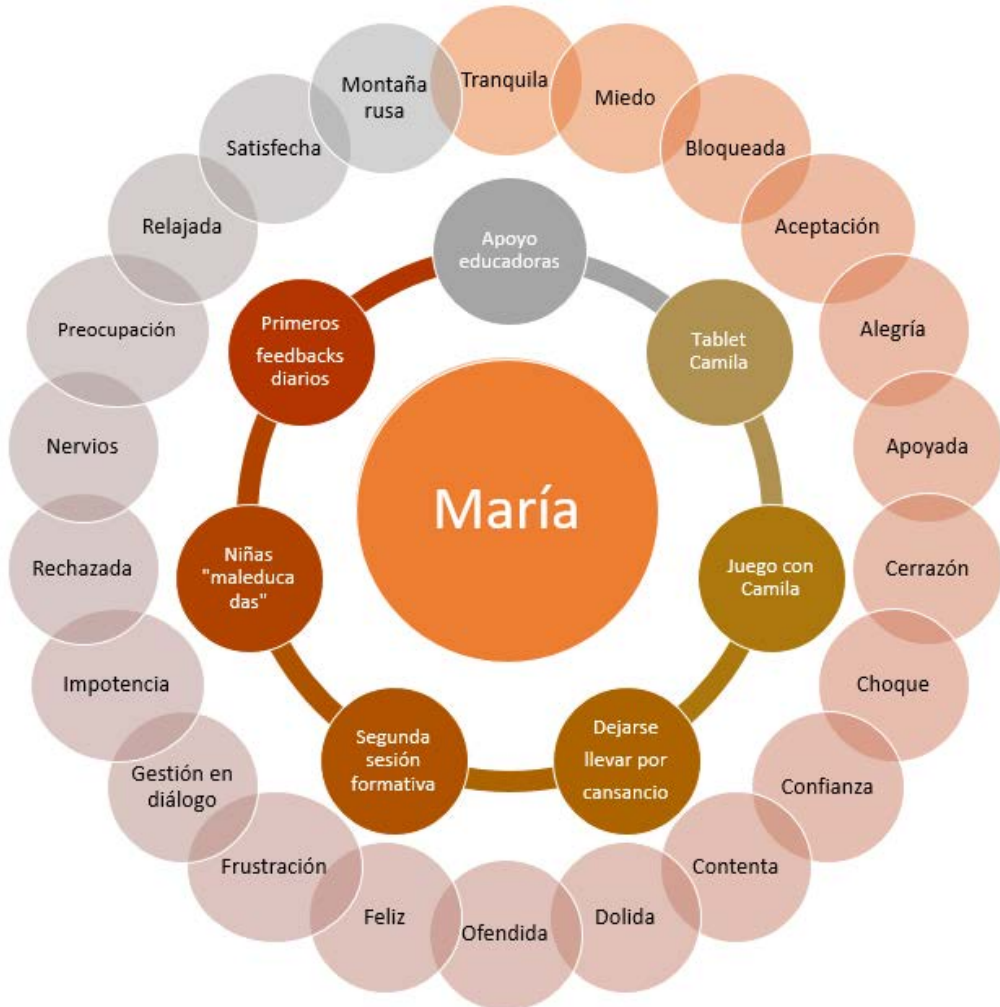 María
Apoyo
educadoras
Tablet
Camila
Juego con
Camila
Dejarse
llevar por
cansancio
Segunda
sesión
formativa
Niñas
"maleduca
das"
Primeros
feedbacks
diarios
Tranquila
Miedo
Bloqueada
Aceptación
Alegría
Apoyada
Cerrazón
Choque
Confianza
Contenta
Dolida
Ofendida
Feliz
Frustración
Gestión en
diálogo
Impotencia
Rechazada
Nervios
Preocupación
Relajada
Satisfecha
Montaña
rusa